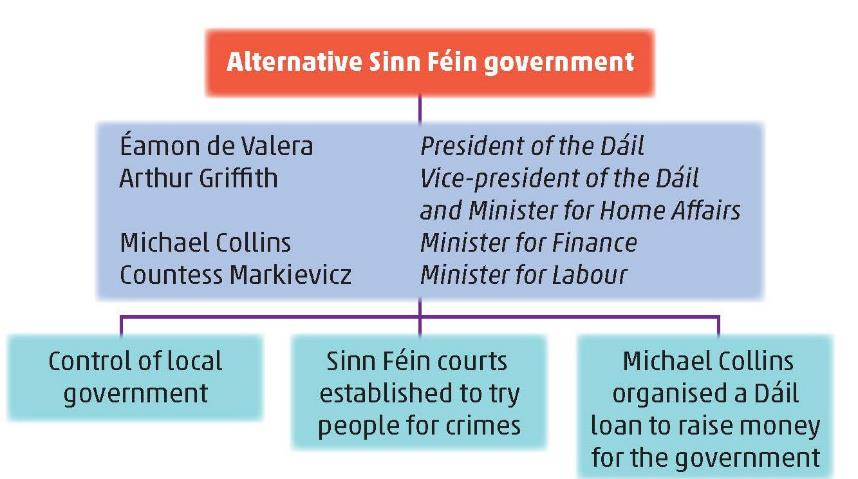 Alternative Sinn Féin government
Éamon de Valera President of the Dáil
Arthur Griffith Vice-president of the Dáil
and Minister for Home Affairs
Michael Collins Minister for Finance
Countess Markievicz Minister for Labour
Control of local
government
Sinn Féin courts
established to try
people for crimes
Michael Collins
organised a Dáil
loan to raise money
for the government